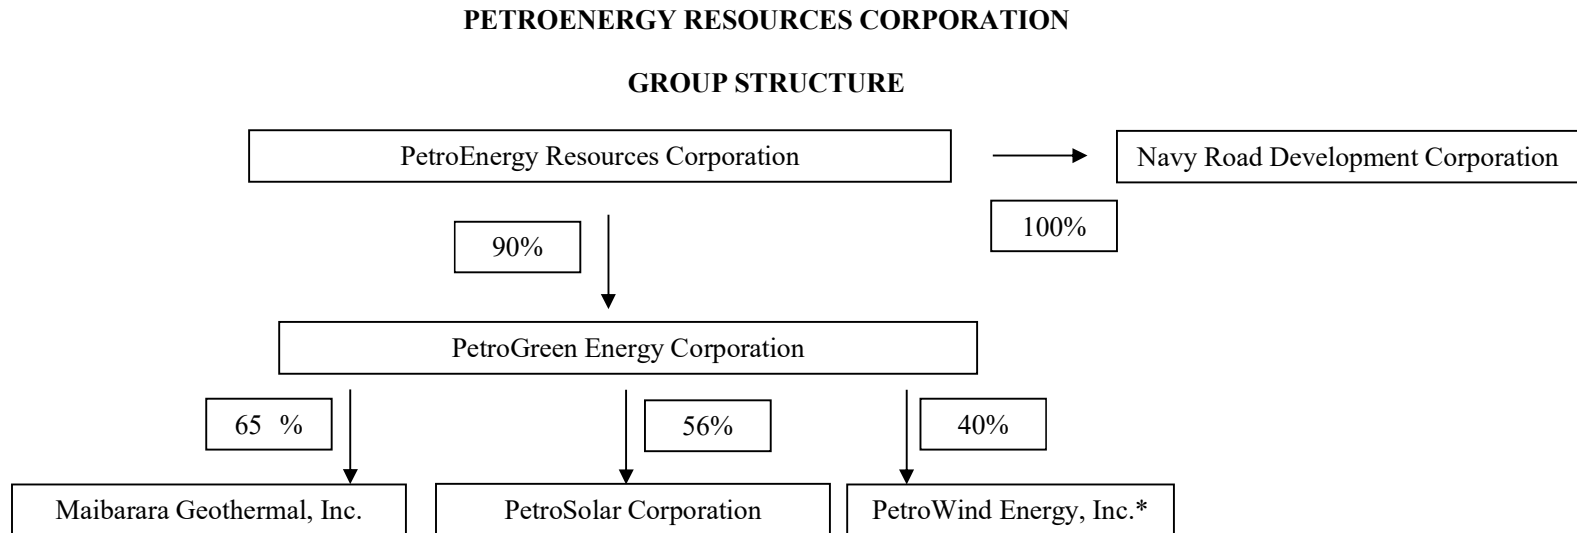 PETROENERGY RESOURCES CORPORATION
GROUP STRUCTURE
PetroEnergy Resources Corporation
Navy Road Development Corporation
90%
100%
PetroGreen Energy Corporation
65 %
56%
40%
Maibarara Geothermal, Inc.
PetroSolar Corporation
PetroWind Energy, Inc.*